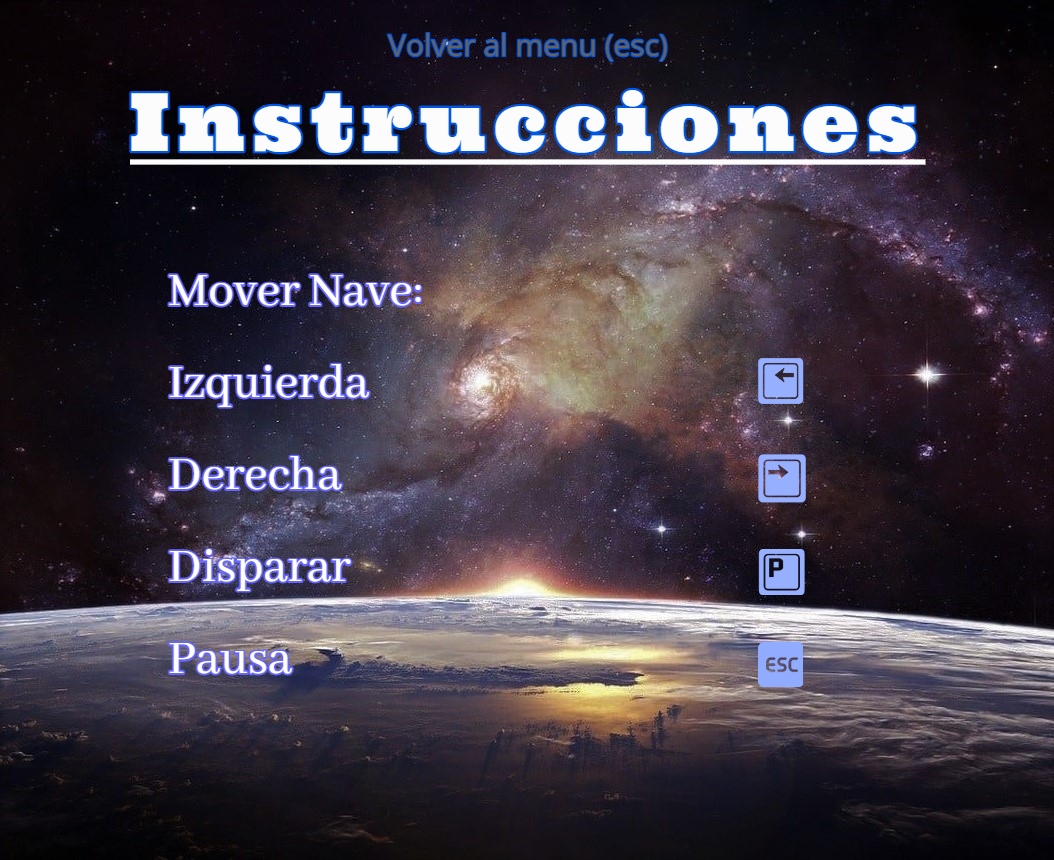 Volver al menu (esc)
Instrucciones
Mover Nave:
Izquierda
Derecha
Disparar P
Pausa ESC